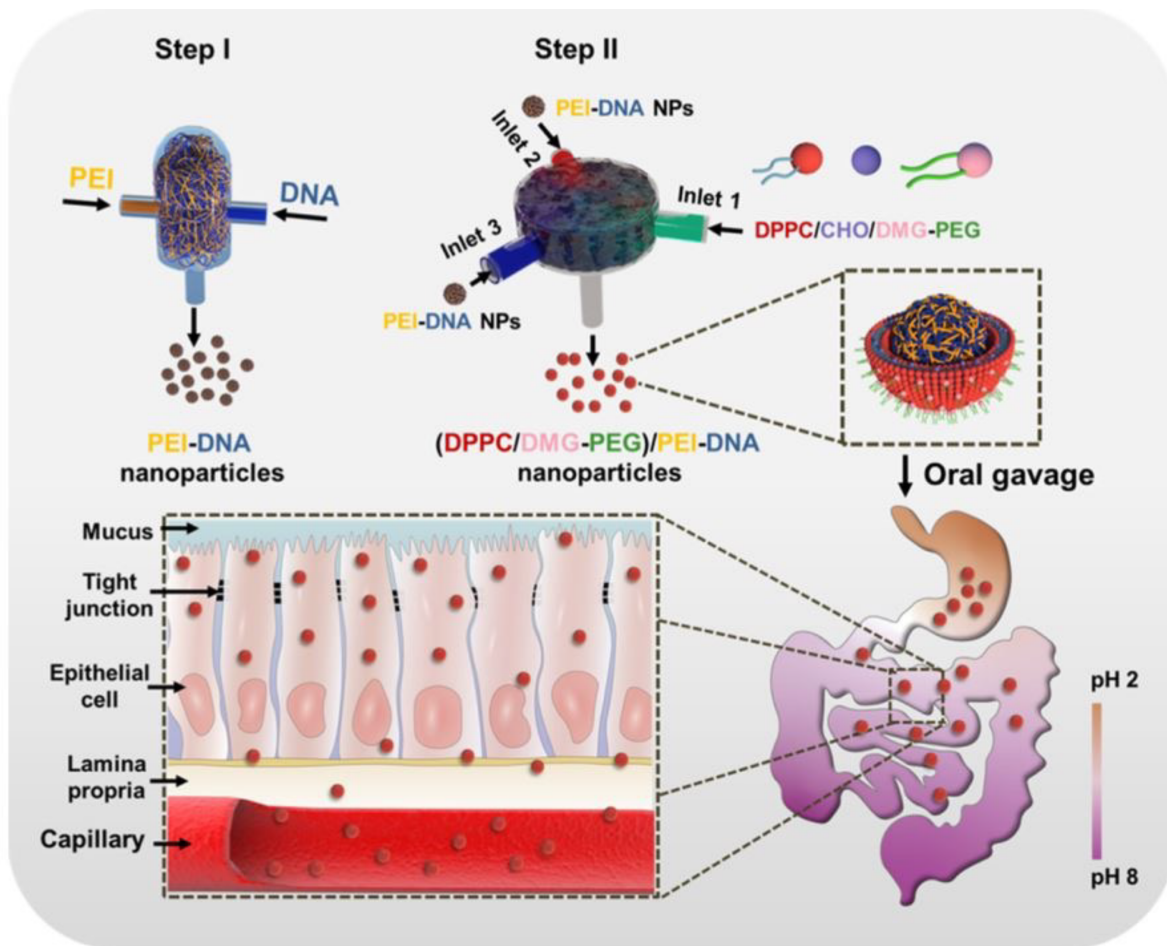 Step I
PEI
DNA
PEI-DNA
nanoparticles
Step II
PEI-DNA NPs
Inlet 2
Inlet 1
Inlet 3
DPPC/CHO/DMG-PEG
PEI-DNA NPs
(DPPC/DMG-PEG)/PEI-DNA
nanoparticles
Oral gavage
Mucus
Tight
junction
Epithelial
cell
Lamina
propria
Capillary
pH 2
pH 8